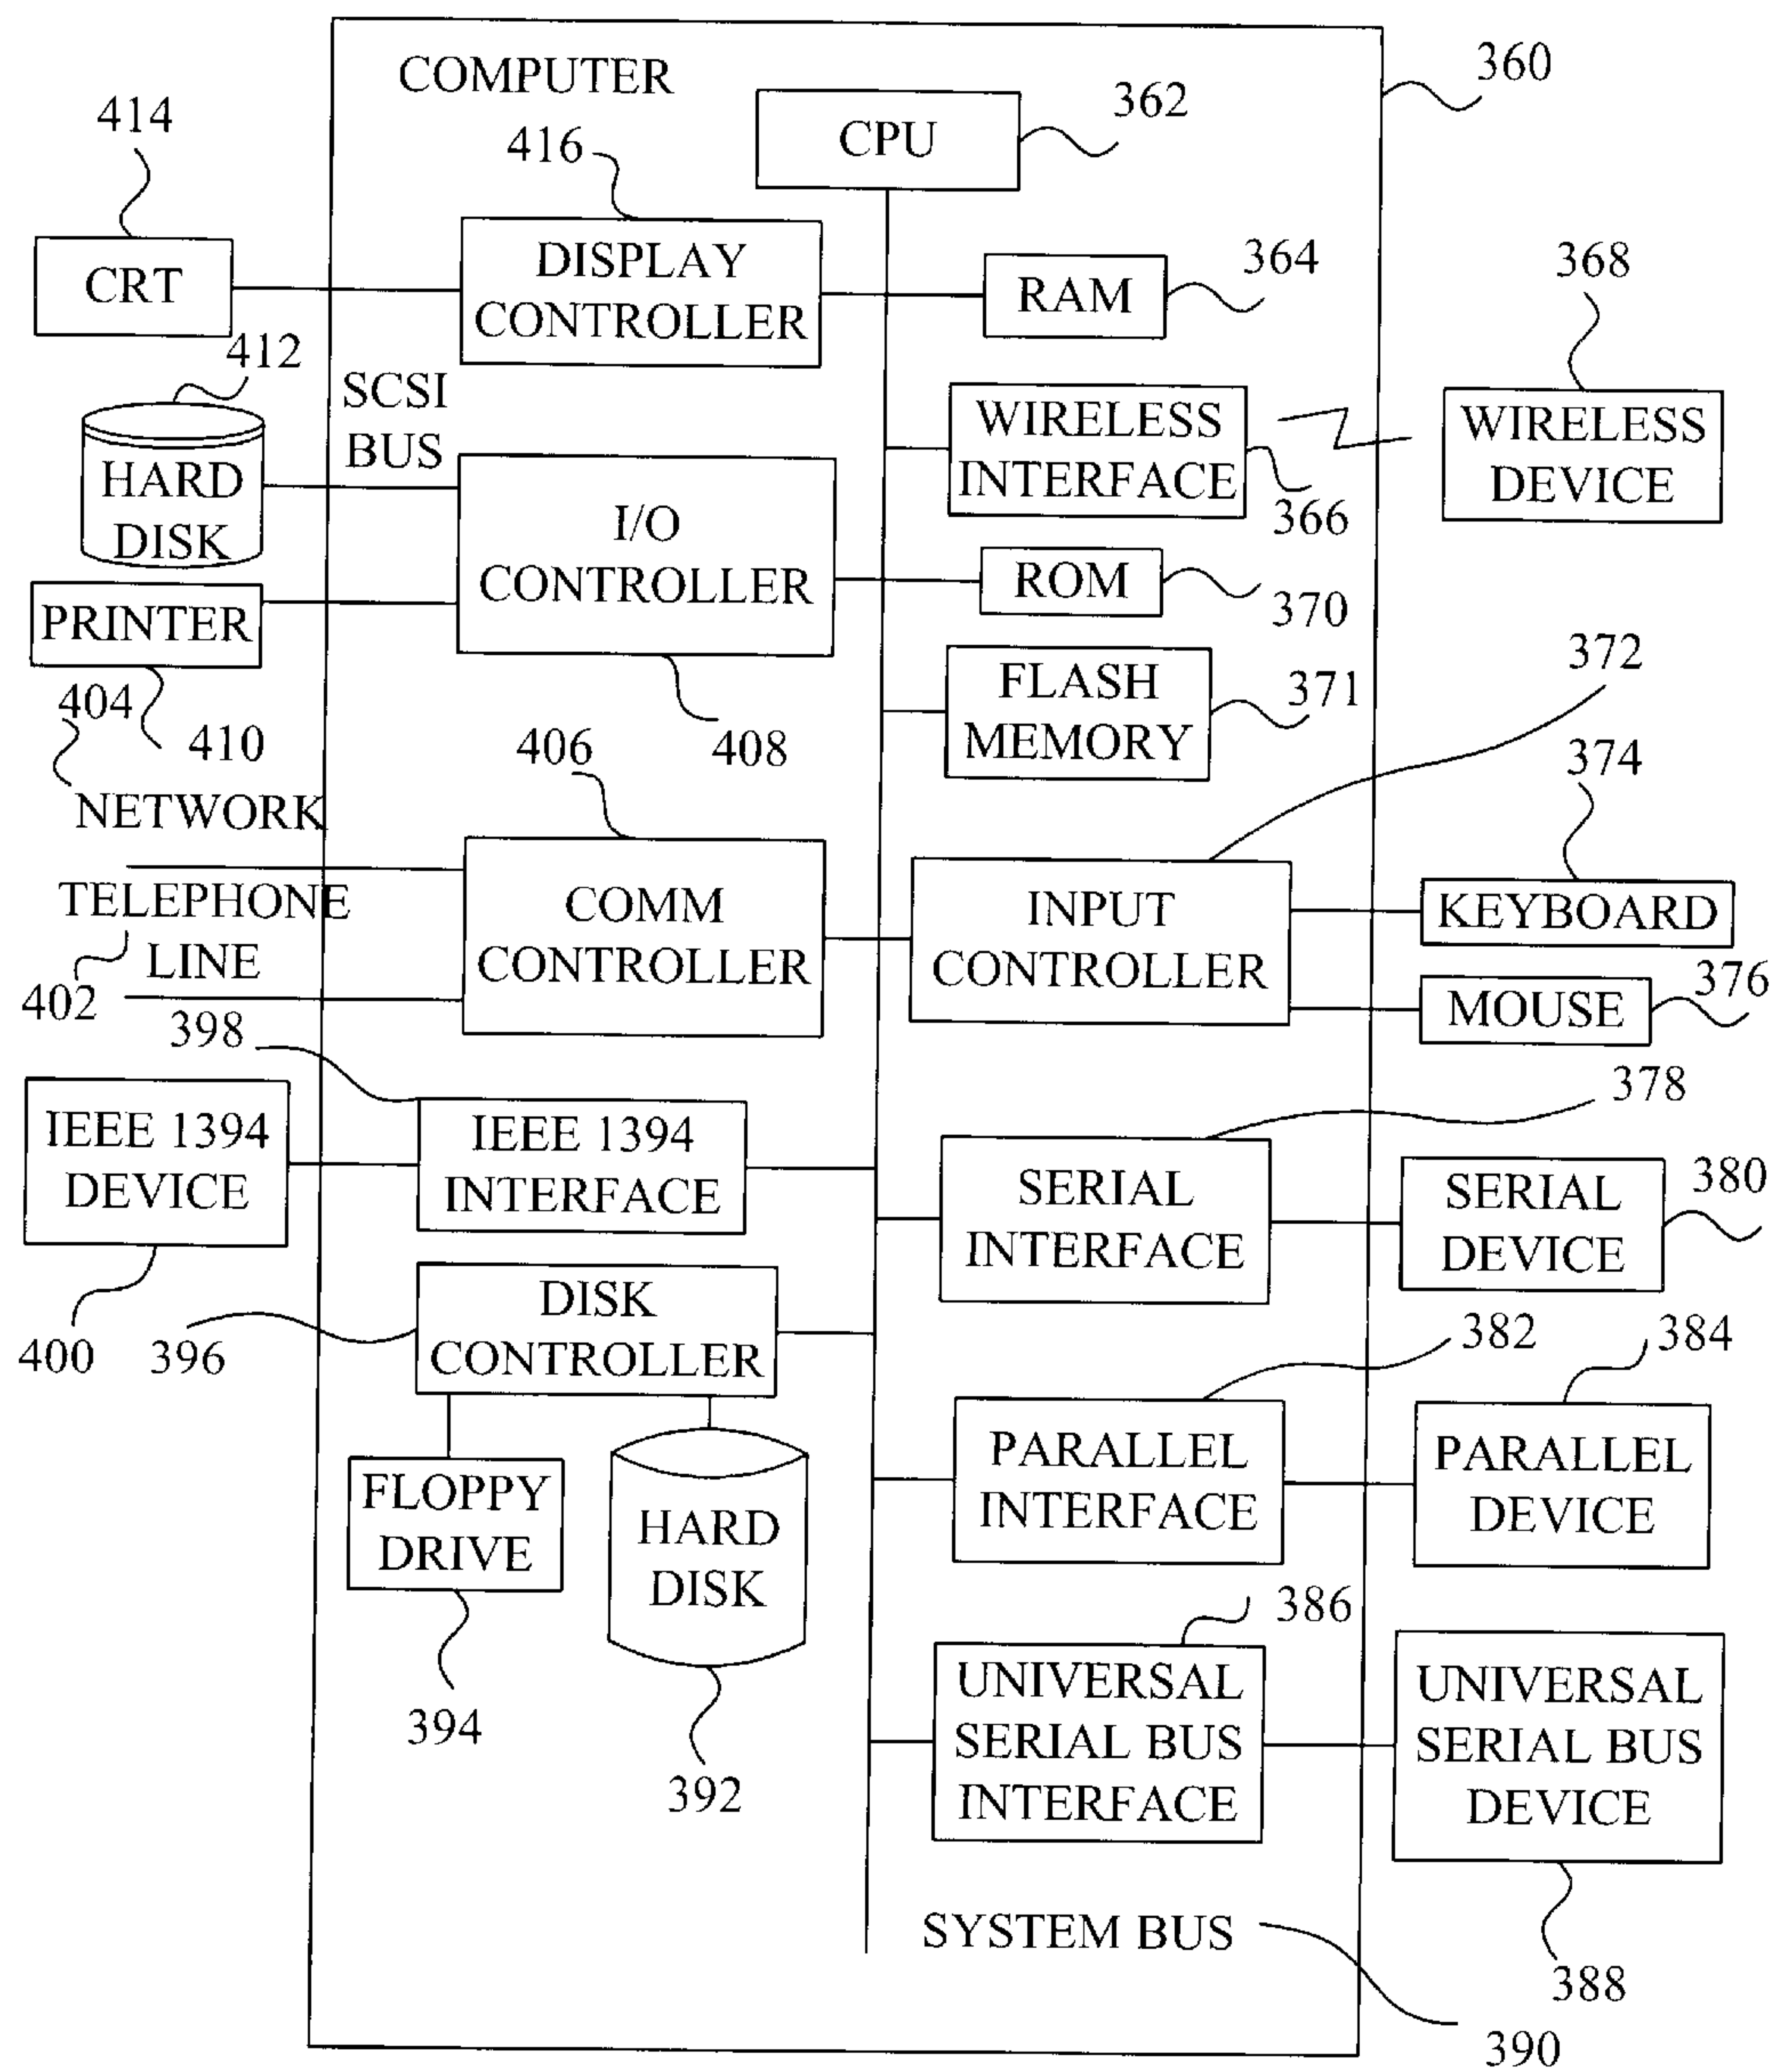 COMPUTER
360
362
CPU
414
416
CRT
DISPLAY
CONTROLLER
RAM
364
368
412
SCSI
BUS
HARD
DISK
I/O
CONTROLLER
WIRELESS
INTERFACE
366
WIRELESS
DEVICE
ROM
370
PRINTER
404
410
408
FLASH
MEMORY
371
372
NETWORK
406
374
TELEPHONE
LINE
402
COMM
CONTROLLER
INPUT
CONTROLLER
KEYBOARD
MOUSE
376
398
378
IEEE 1394
DEVICE
IEEE 1394
INTERFACE
SERIAL
INTERFACE
SERIAL
DEVICE
380
400
396
DISK
CONTROLLER
382
384
FLOPPY
DRIVE
HARD
DISK
PARALLEL
INTERFACE
PARALLEL
DEVICE
394
392
386
UNIVERSAL
SERIAL BUS
INTERFACE
UNIVERSAL
SERIAL BUS
DEVICE
388
SYSTEM BUS
390